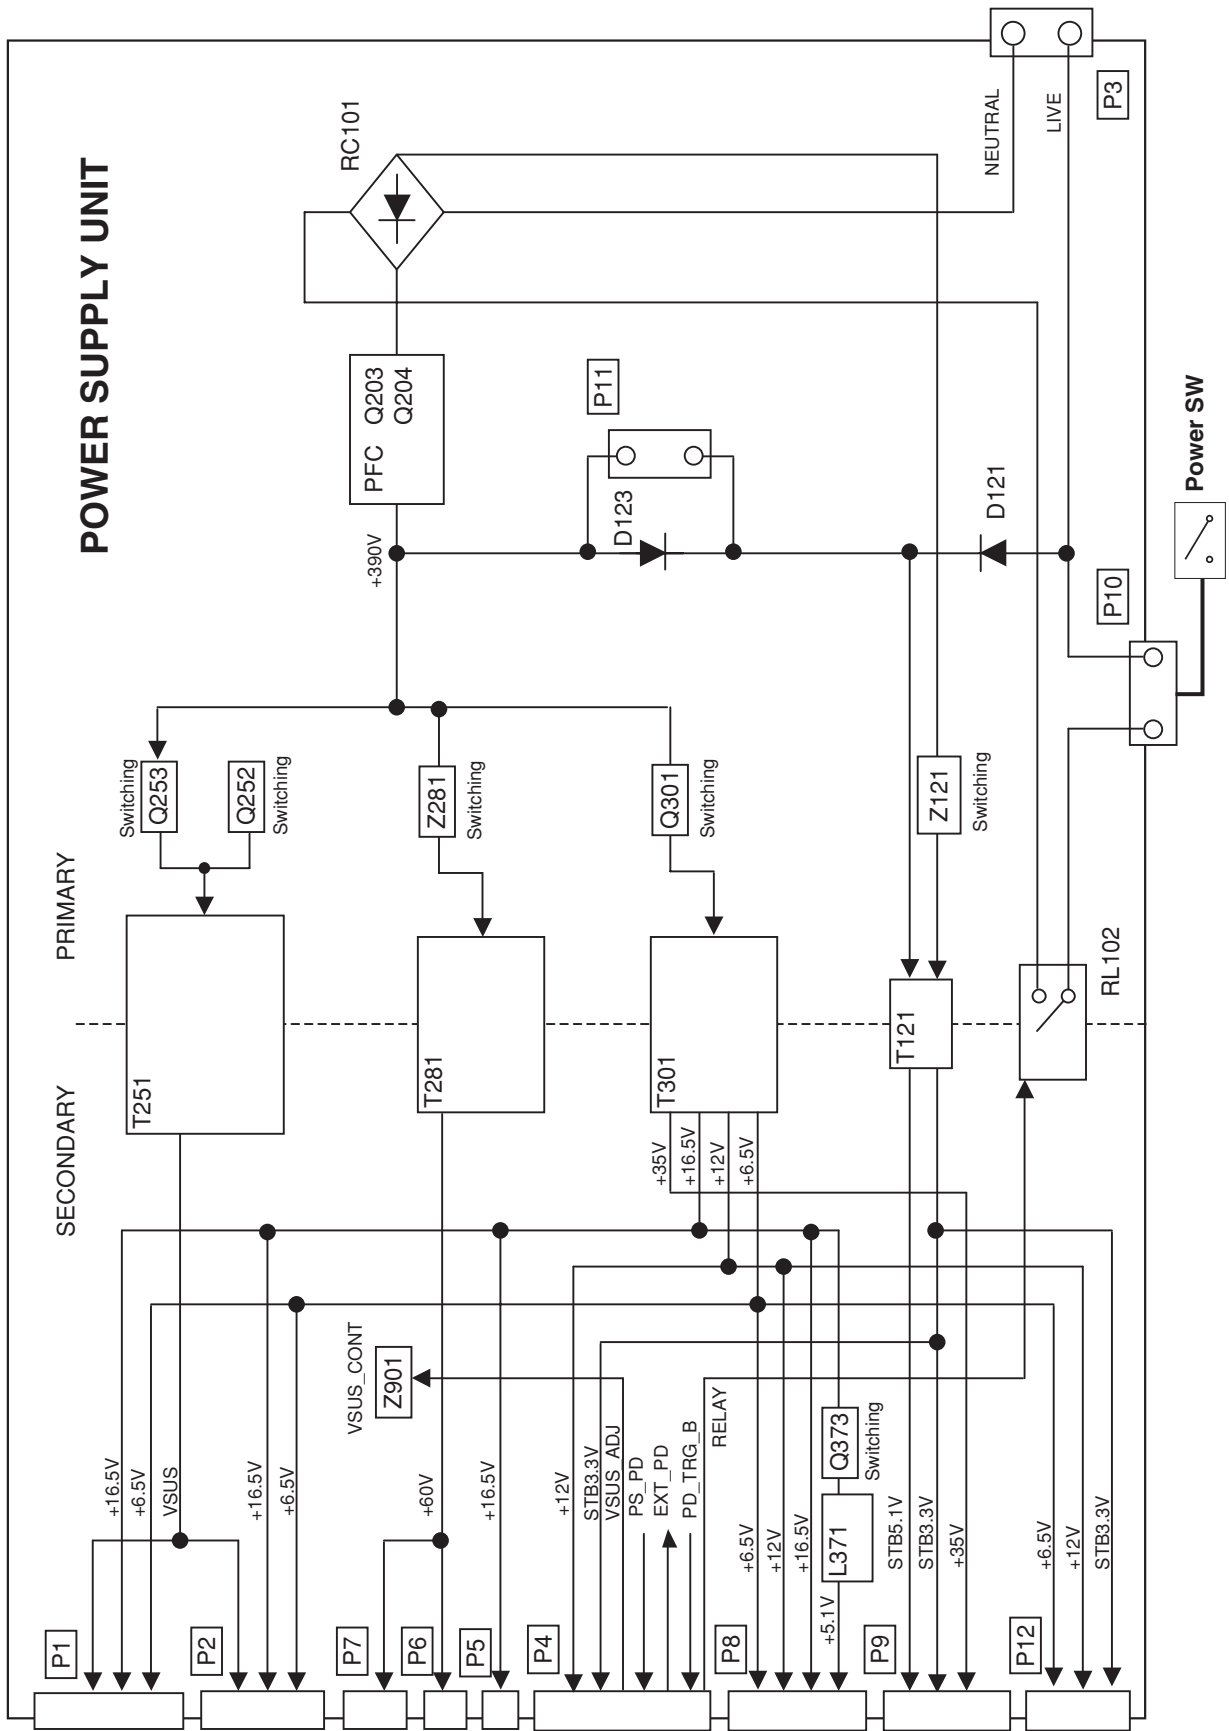 POWER SUPPLY UNIT
SECONDARY
PRIMARY
P1
+16.5V
+6.5V
VSUS
T251
Switching
Q253
Q252
Switching
P2
+16.5V
+6.5V
P7
P6
+60V
VSUS_CONT
Z901
T281
Z281
Switching
+390V
PFC Q203
Q204
RC101
P5
+16.5V
P4
+12V
STB3.3V
VSUS_ADJ
PS_PD
EXT_PD
PD_TRG_B
RELAY
T301
+35V
+16.5V
+12V
+6.5V
Q301
Switching
D123
P11
P8
+6.5V
+12V
+16.5V
+5.1V
L371
Q373
Switching
P9
STB5.1V
STB3.3V
+35V
T121
Z121
Switching
D121
NEUTRAL
LIVE
P12
+6.5V
+12V
STB3.3V
RL102
P10
P3
Power SW